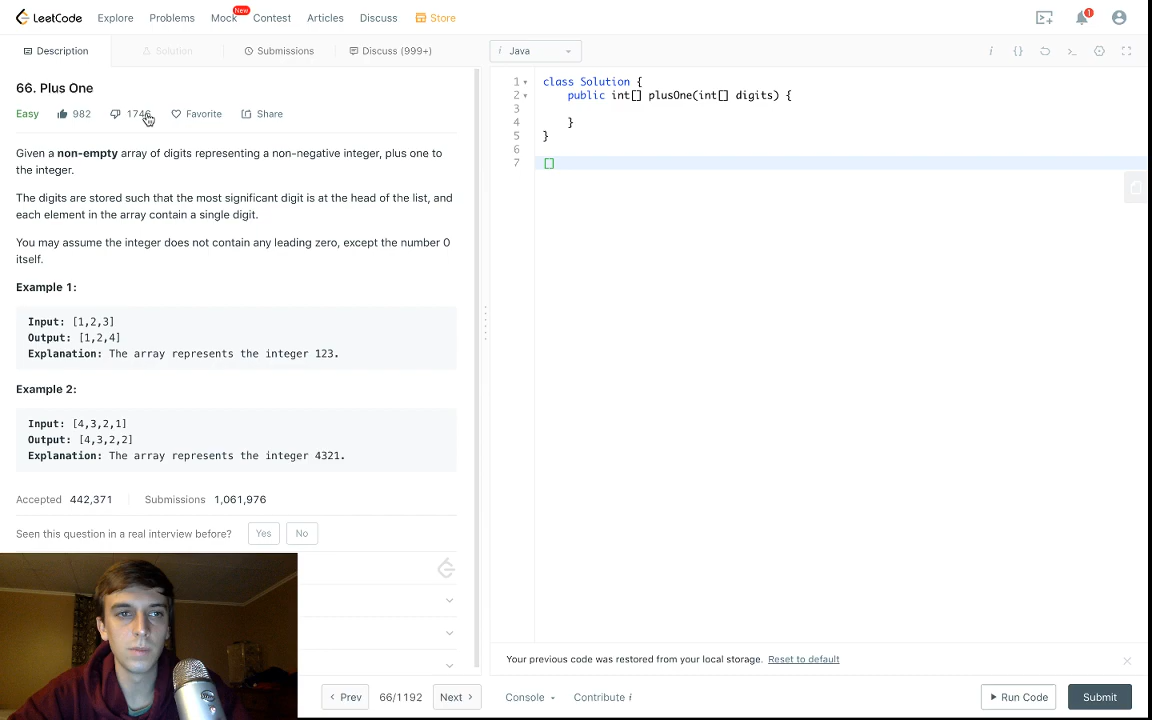 LeetCode Explore Problems Mock New Contest Articles Discuss Store 1
Description Solution Submissions Discuss (999+)
i Java
66. Plus One
Easy 982 1746 Favorite Share
Given a non-empty array of digits representing a non-negative integer, plus one to
the integer.
The digits are stored such that the most significant digit is at the head of the list, and
each element in the array contain a single digit.
You may assume the integer does not contain any leading zero, except the number 0
itself.
Example 1:
Input: [1,2,3]
Output: [1,2,4]
Explanation: The array represents the integer 123.
Example 2:
Input: [4,3,2,1]
Output: [4,3,2,2]
Explanation: The array represents the integer 4321.
Accepted 442,371 Submissions 1,061,976
Seen this question in a real interview before? Yes No
Prev 66/1192 Next
1 class Solution {
2 public int[] plusOne(int[] digits) {
3
4 }
5 }
6
7 []
Your previous code was restored from your local storage. Reset to default
Console Contribute i Run Code Submit